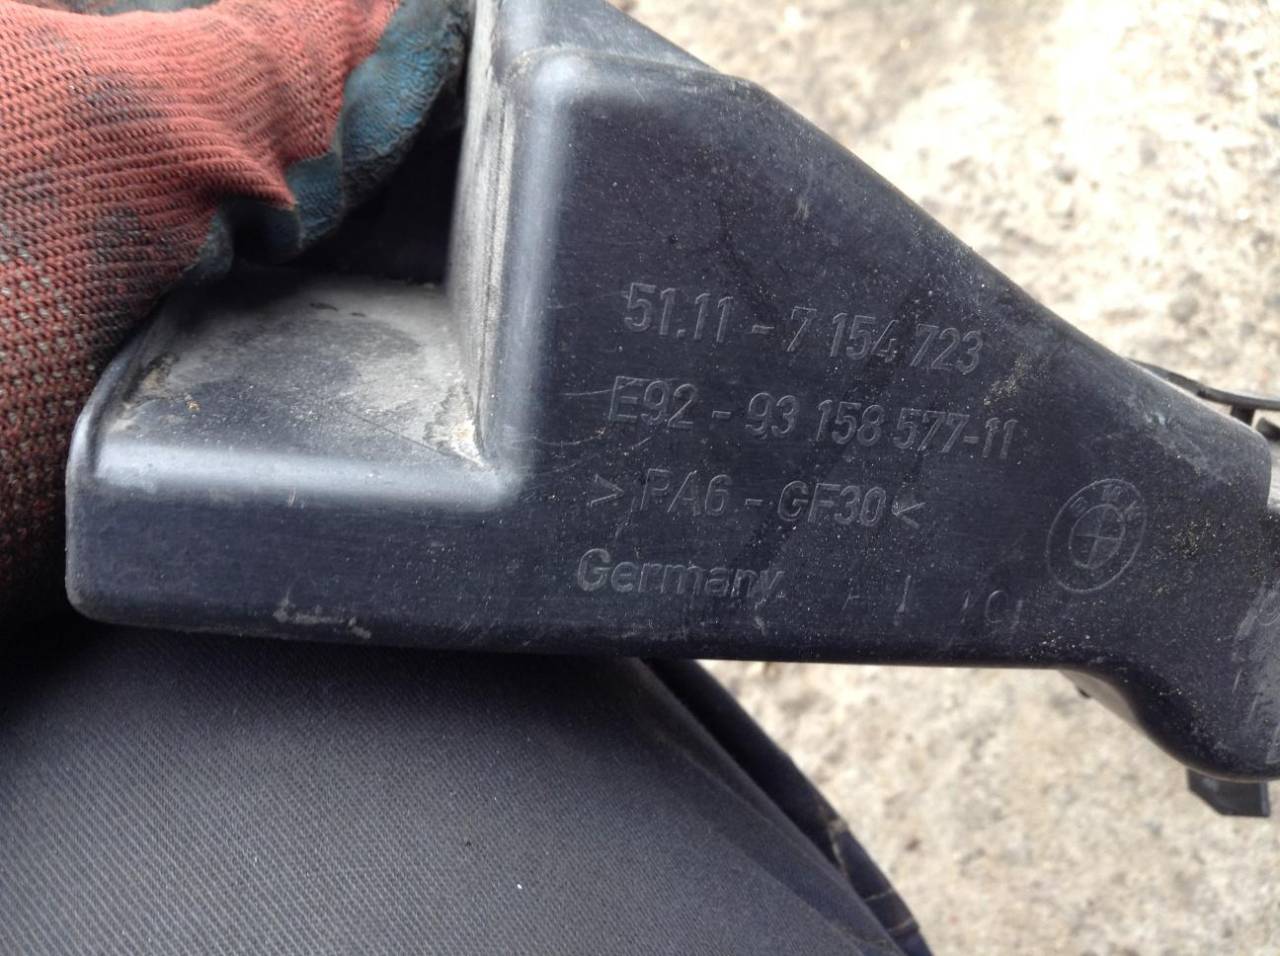 51.11 - 7 154 723
E92 - 93 158 577-11
> PA6 - GF30 <
Germany